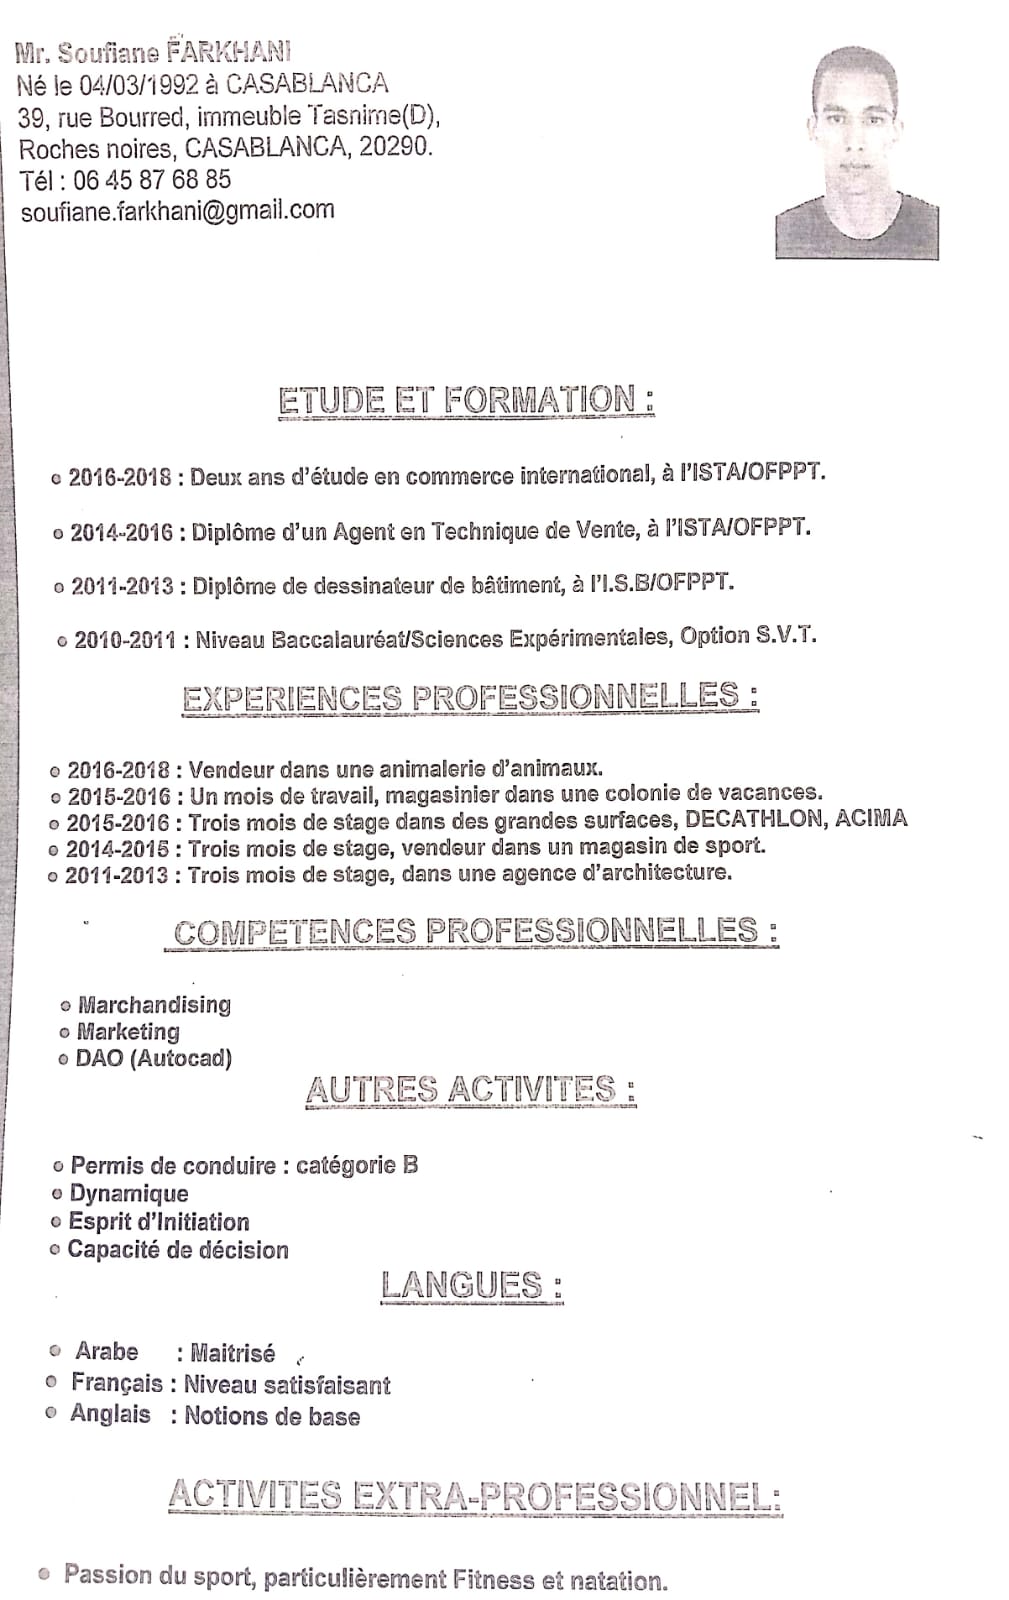 Mr. Soufiane FARKHANI
Né le 04/03/1992 à CASABLANCA
39, rue Bourred, immeuble Tasnime(D),
Roches noires, CASABLANCA, 20290.
Tél : 06 45 87 68 85
soufiane.farkhani@gmail.com
ETUDE ET FORMATION :
• 2016-2018 : Deux ans d'étude en commerce international, à l'ISTA/OFPPT.
• 2014-2016 : Diplôme d'un Agent en Technique de Vente, à l'ISTA/OFPPT.
• 2011-2013 : Diplôme de dessinateur de bâtiment, à l'I.S.B/OFPPT.
• 2010-2011 : Niveau Baccalauréat/Sciences Expérimentales, Option S.V.T.
EXPERIENCES PROFESSIONNELLES :
• 2016-2018 : Vendeur dans une animalerie d'animaux.
• 2015-2016 : Un mois de travail, magasinier dans une colonie de vacances.
• 2015-2016 : Trois mois de stage dans des grandes surfaces, DECATHLON, ACIMA
• 2014-2015 : Trois mois de stage, vendeur dans un magasin de sport.
• 2011-2013 : Trois mois de stage, dans une agence d'architecture.
COMPETENCES PROFESSIONNELLES :
• Marchandising
• Marketing
• DAO (Autocad)
AUTRES ACTIVITES :
• Permis de conduire : catégorie B
• Dynamique
• Esprit d'Initiation
• Capacité de décision
LANGUES :
• Arabe : Maitrisé
• Français : Niveau satisfaisant
• Anglais : Notions de base
ACTIVITES EXTRA-PROFESSIONNEL:
• Passion du sport, particulièrement Fitness et natation.